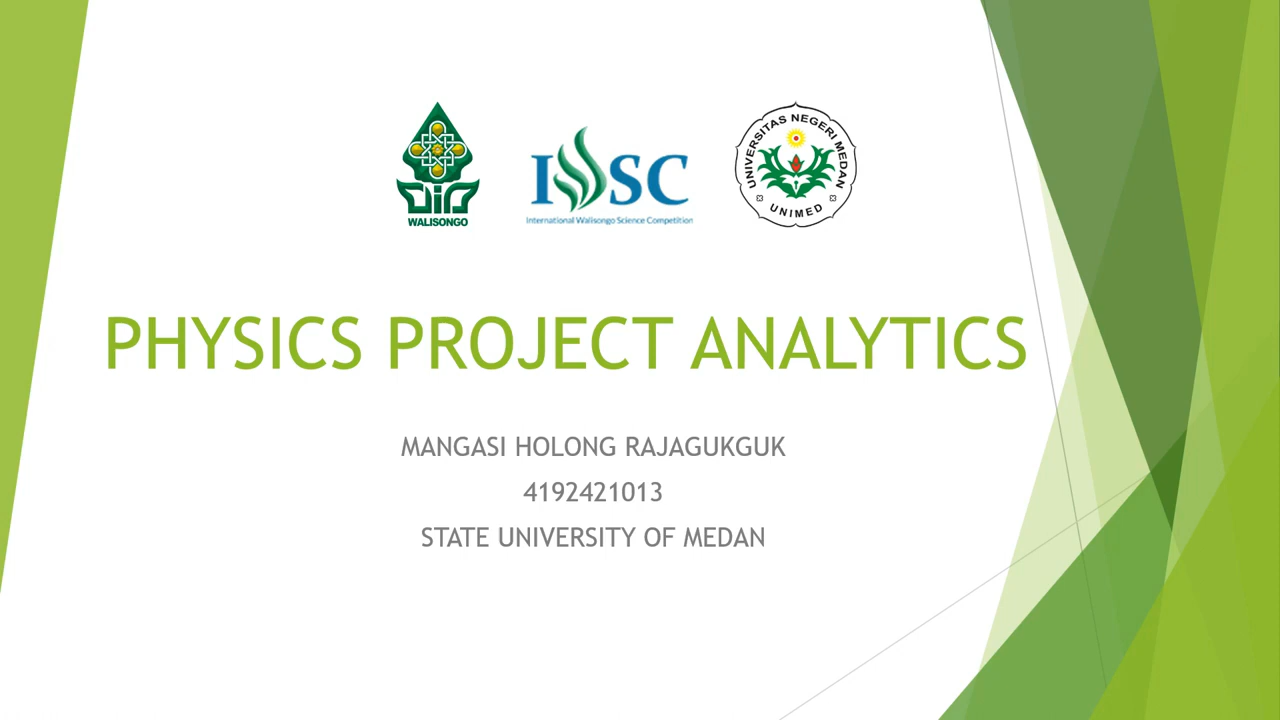 WALISONGO
IWSC
International Walisongo Science Competition
UNIVERSITAS NEGERI MEDAN
UNIMED
PHYSICS PROJECT ANALYTICS
MANGASI HOLONG RAJAGUKGUK
4192421013
STATE UNIVERSITY OF MEDAN